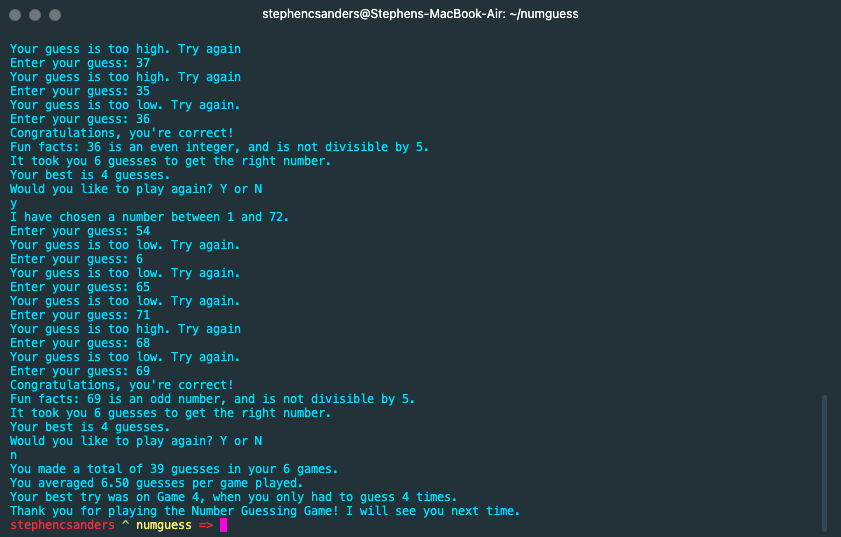 stephencsanders@Stephens-MacBook-Air: ~/numguess
Your guess is too high. Try again
Enter your guess: 37
Your guess is too high. Try again
Enter your guess: 35
Your guess is too low. Try again.
Enter your guess: 36
Congratulations, you're correct!
Fun facts: 36 is an even integer, and is not divisible by 5.
It took you 6 guesses to get the right number.
Your best is 4 guesses.
Would you like to play again? Y or N
y
I have chosen a number between 1 and 72.
Enter your guess: 54
Your guess is too low. Try again.
Enter your guess: 6
Your guess is too low. Try again.
Enter your guess: 65
Your guess is too low. Try again.
Enter your guess: 71
Your guess is too high. Try again
Enter your guess: 68
Your guess is too low. Try again.
Enter your guess: 69
Congratulations, you're correct!
Fun facts: 69 is an odd number, and is not divisible by 5.
It took you 6 guesses to get the right number.
Your best is 4 guesses.
Would you like to play again? Y or N
n
You made a total of 39 guesses in your 6 games.
You averaged 6.50 guesses per game played.
Your best try was on Game 4, when you only had to guess 4 times.
Thank you for playing the Number Guessing Game! I will see you next time.
stephencsanders ^ numguess =>